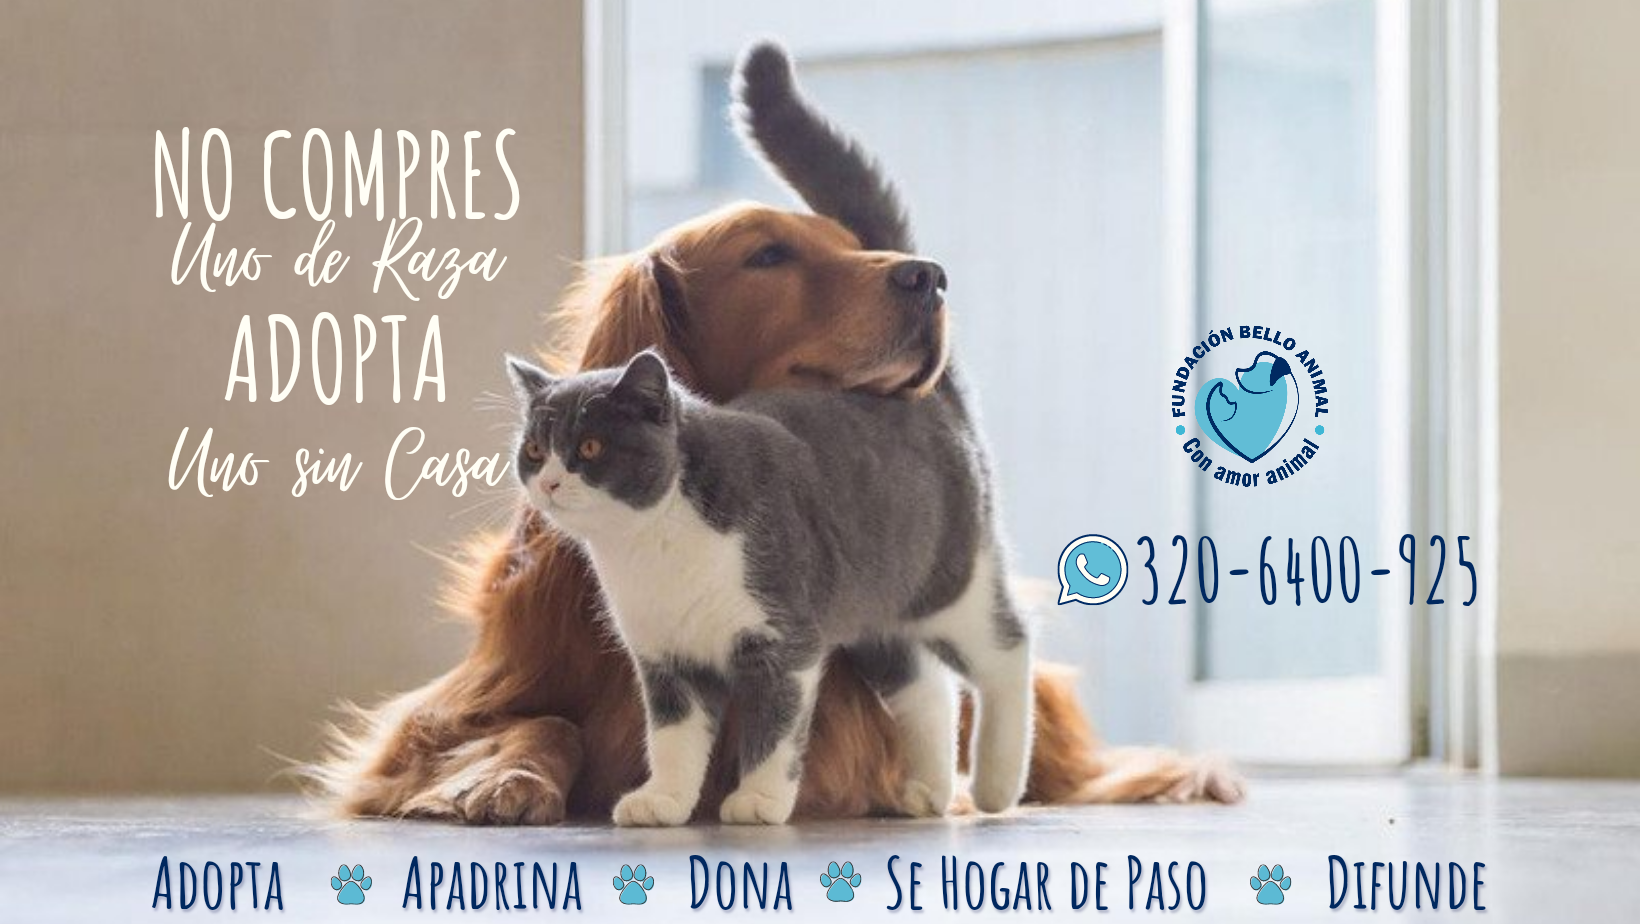 NO COMPRES
Uno de Raza
ADOPTA
Uno sin Casa
FUNDACIÓN BELLO ANIMAL
Con amor animal
320-6400-925
ADOPTA APADRINA DONA SE HOGAR DE PASO DIFUNDE